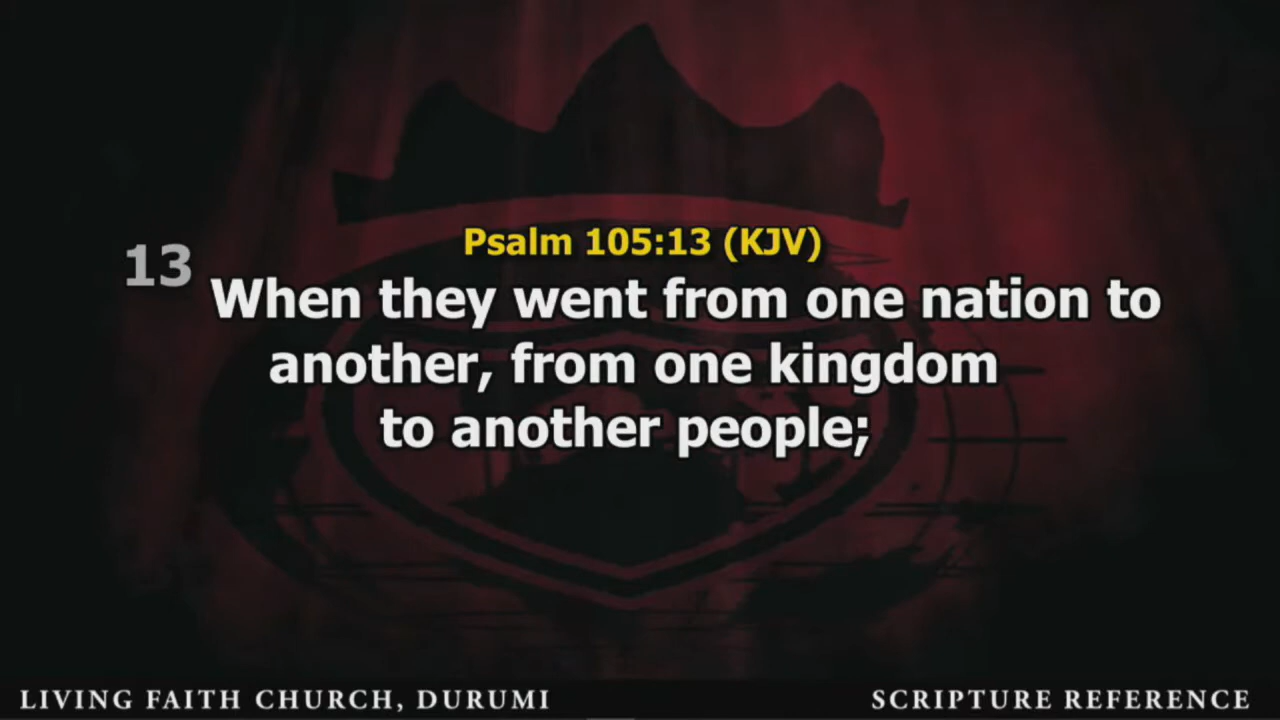 Psalm 105:13 (KJV)
13 When they went from one nation to
another, from one kingdom
to another people;
LIVING FAITH CHURCH, DURUMI
SCRIPTURE REFERENCE